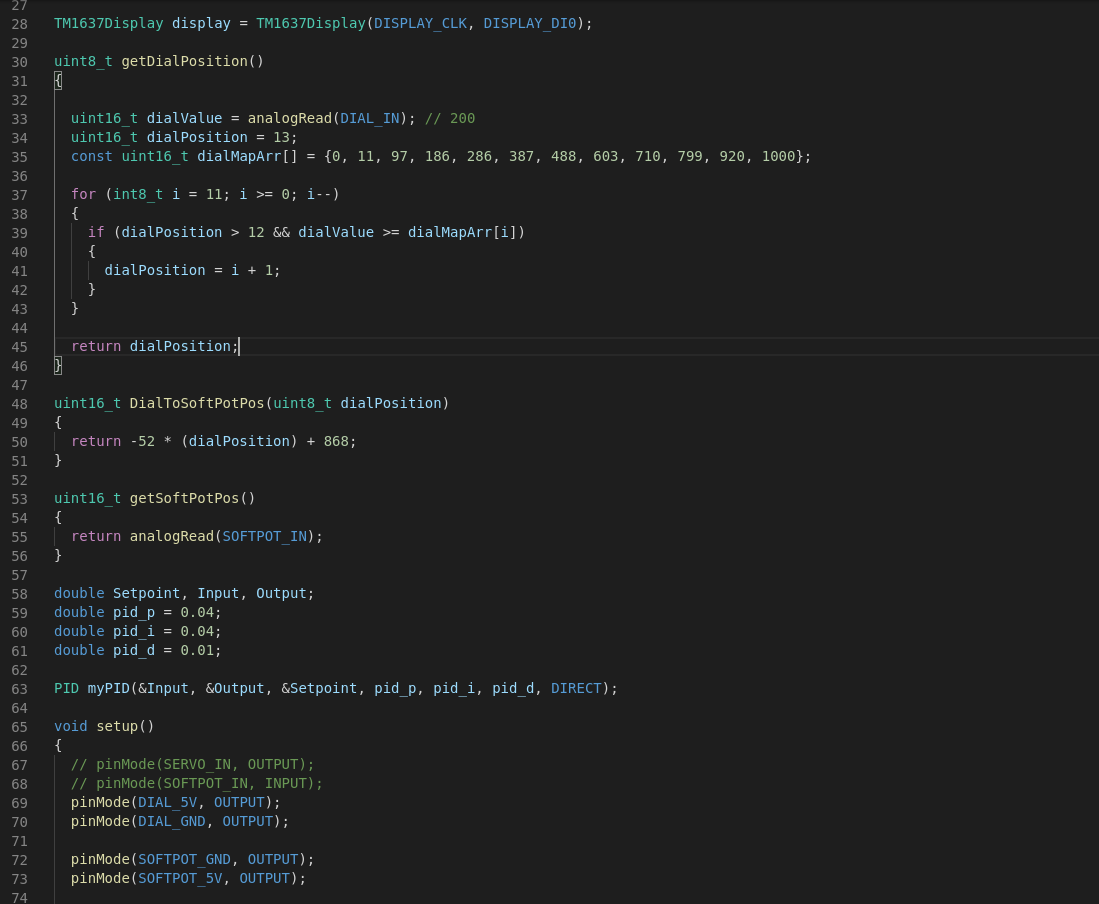 27
28 TM1637Display display = TM1637Display(DISPLAY_CLK, DISPLAY_DI0);
29
30 uint8_t getDialPosition()
31 {
32
33 uint16_t dialValue = analogRead(DIAL_IN); // 200
34 uint16_t dialPosition = 13;
35 const uint16_t dialMapArr[] = {0, 11, 97, 186, 286, 387, 488, 603, 710, 799, 920, 1000};
36
37 for (int8_t i = 11; i >= 0; i--)
38 {
39 if (dialPosition > 12 && dialValue >= dialMapArr[i])
40 {
41 dialPosition = i + 1;
42 }
43 }
44
45 return dialPosition;
46 }
47
48 uint16_t DialToSoftPotPos(uint8_t dialPosition)
49 {
50 return -52 * (dialPosition) + 868;
51 }
52
53 uint16_t getSoftPotPos()
54 {
55 return analogRead(SOFTPOT_IN);
56 }
57
58 double Setpoint, Input, Output;
59 double pid_p = 0.04;
60 double pid_i = 0.04;
61 double pid_d = 0.01;
62
63 PID myPID(&Input, &Output, &Setpoint, pid_p, pid_i, pid_d, DIRECT);
64
65 void setup()
66 {
67 // pinMode(SERVO_IN, OUTPUT);
68 // pinMode(SOFTPOT_IN, INPUT);
69 pinMode(DIAL_5V, OUTPUT);
70 pinMode(DIAL_GND, OUTPUT);
71
72 pinMode(SOFTPOT_GND, OUTPUT);
73 pinMode(SOFTPOT_5V, OUTPUT);
74